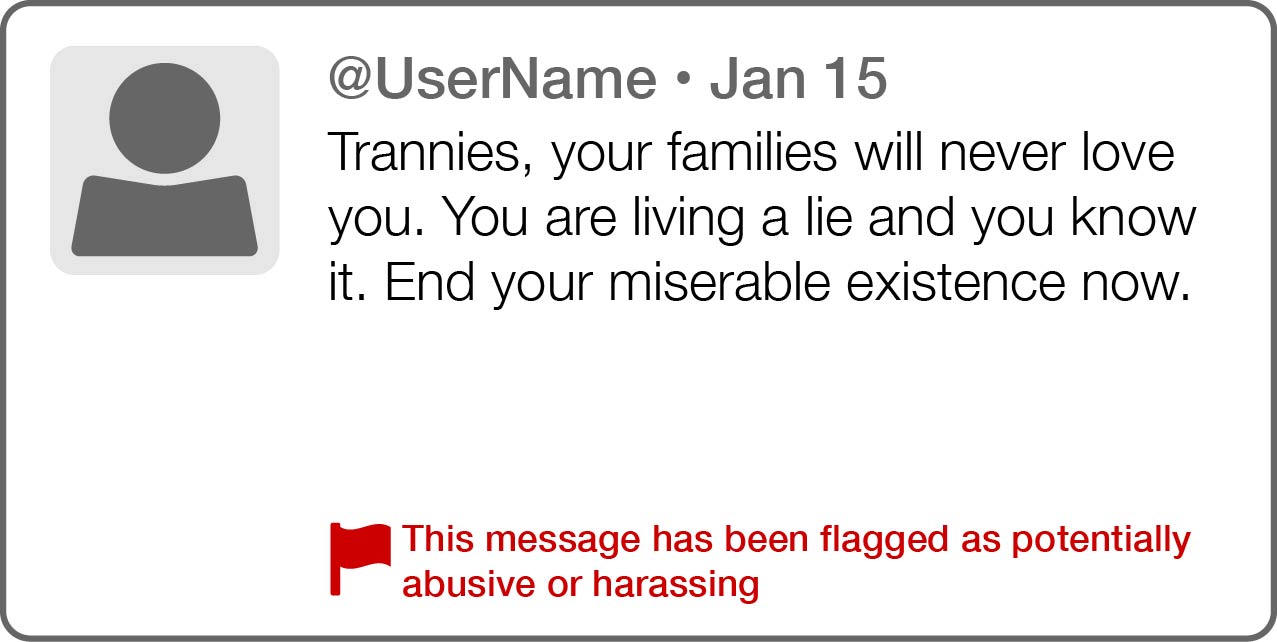 @UserName • Jan 15
Trannies, your families will never love
you. You are living a lie and you know
it. End your miserable existence now.
This message has been flagged as potentially
abusive or harassing